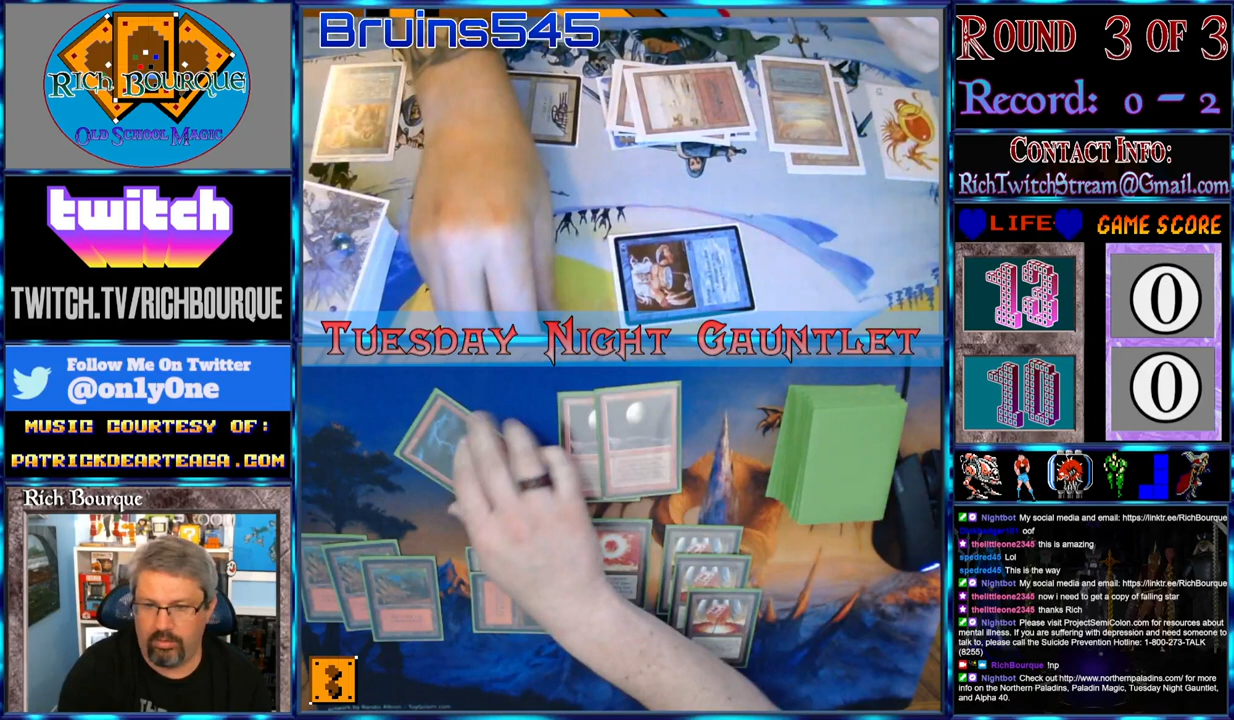 Rich Bourque
Old School Magic
twitch
TWITCH.TV/RICHBOURQUE
Follow Me On Twitter
@on1yOne
MUSIC COURTESY OF:
PATRICKDEARTEAGA.COM
Rich Bourque
Bruins545
Tuesday Night Gauntlet
Round 3 of 3
Record: 0 - 2
Contact Info:
RichTwitchStream@Gmail.com
LIFE
GAME SCORE
13
0
10
0
Nightbot My social media and email: https://linktr.ee/RichBourque
oof
thelittleone2345 this is amazing
spedred45 Lol
spedred45 This is the way
Nightbot My social media and email: https://linktr.ee/RichBourque
thelittleone2345 now i need to get a copy of falling star
thelittleone2345 thanks Rich
Nightbot Please visit ProjectSemiColon.com for resources about
mental illness. If you are suffering with depression and need someone
to talk to, please call the Suicide Prevention Hotline: 1-800-273-TALK
(8255)
RichBourque !np
Nightbot Check out http://www.northernpaladins.com/ for more
info on the Northern Paladins, Paladin Magic, Tuesday Night Gauntlet,
and Alpha 40.